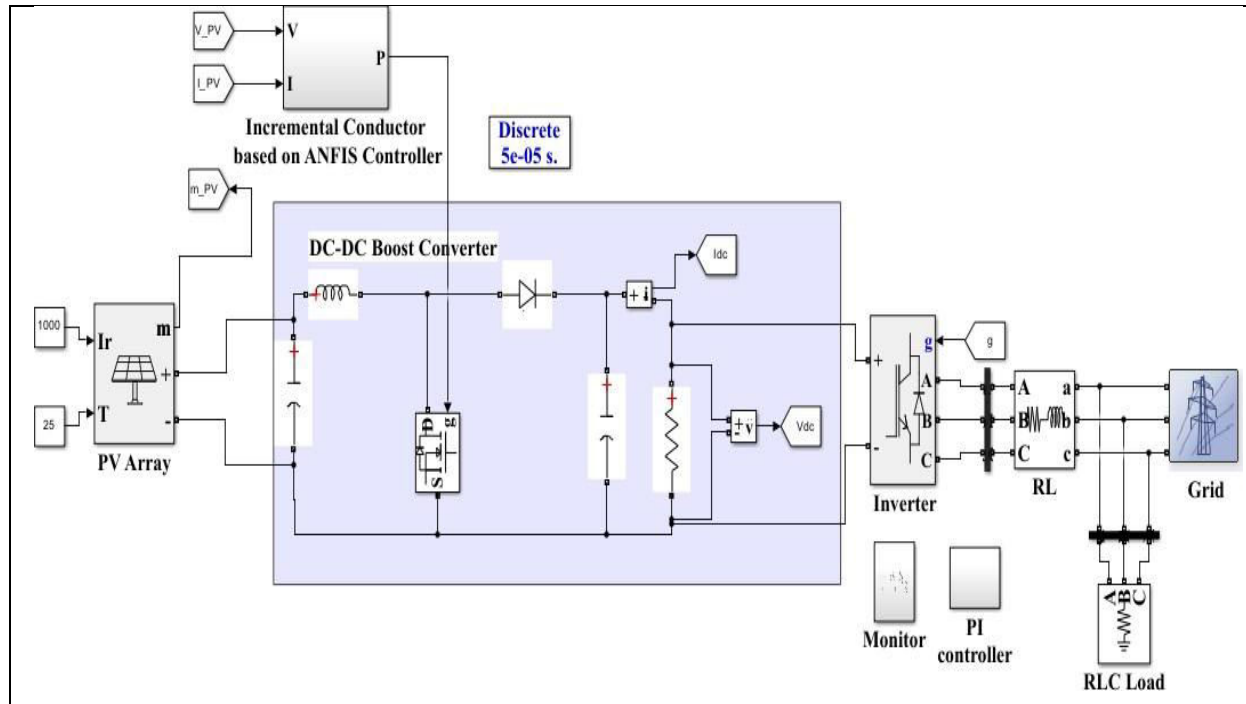 V_PV
V
P
I_PV
I
Incremental Conductor
based on ANFIS Controller
Discrete
5e-05 s.
m_PV
DC-DC Boost Converter
Idc
+ i
1000
Ir
m
+
T
-
25
PV Array
D
g
S
+
-
v
Vdc
+
-
g
g
A
B
C
Inverter
A
B
C
a
b
c
RL
Grid
Monitor
PI
controller
A
B
C
RLC Load